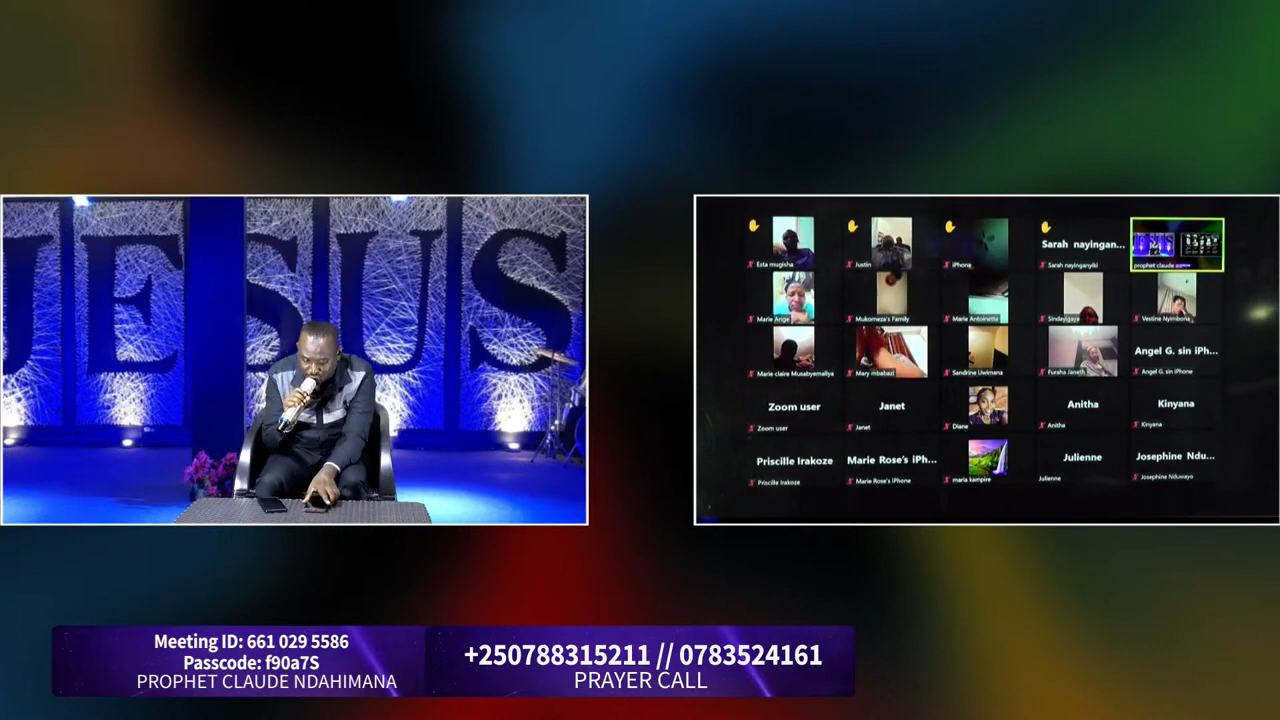 JESUS
Esta mugisha
Justin
iPhone
Sarah nayingan...
Sarah nayinganyiki
prophet claude
Marie Ange
Mukomeza's Family
Marie Antoinette
Sindayigaya
Vestine Nyimbona
Marie claire Musabyemaliya
Mary mbabazi
Sandrine Uwimana
Furaha Janeth
Angel G. sin iPh...
Angel G. sin iPhone
Zoom user
Zoom user
Janet
Janet
Diane
Anitha
Anitha
Kinyana
Kinyana
Priscille Irakoze
Priscille Irakoze
Marie Rose's iPh...
Marie Rose's iPhone
maria kampire
Julienne
Julienne
Josephine Ndu...
Josephine Nduwayo
Meeting ID: 661 029 5586
Passcode: f90a7S
PROPHET CLAUDE NDAHIMANA
+250788315211 // 0783524161
PRAYER CALL